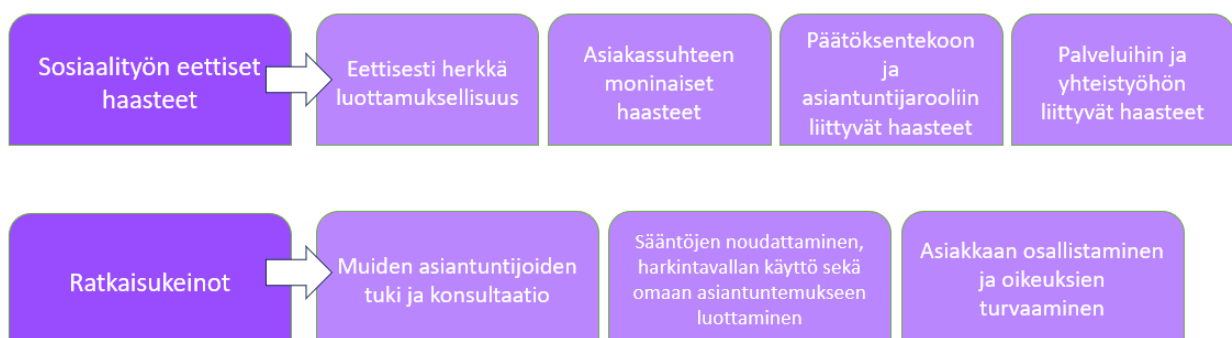 Sosiaalityön eettiset
haasteet
Eettisesti herkkä
luottamuksellisuus
Asiakassuhteen
moninaiset
haasteet
Päätöksentekoon
ja
asiantuntijarooliin
liittyvät haasteet
Palveluihin ja
yhteistyöhön
liittyvät haasteet
Ratkaisukeinot
Muiden asiantuntijoiden
tuki ja konsultaatio
Sääntöjen noudattaminen,
harkintavallan käyttö sekä
omaan asiantuntemukseen
luottaminen
Asiakkaan osallistaminen
ja oikeuksien
turvaaminen